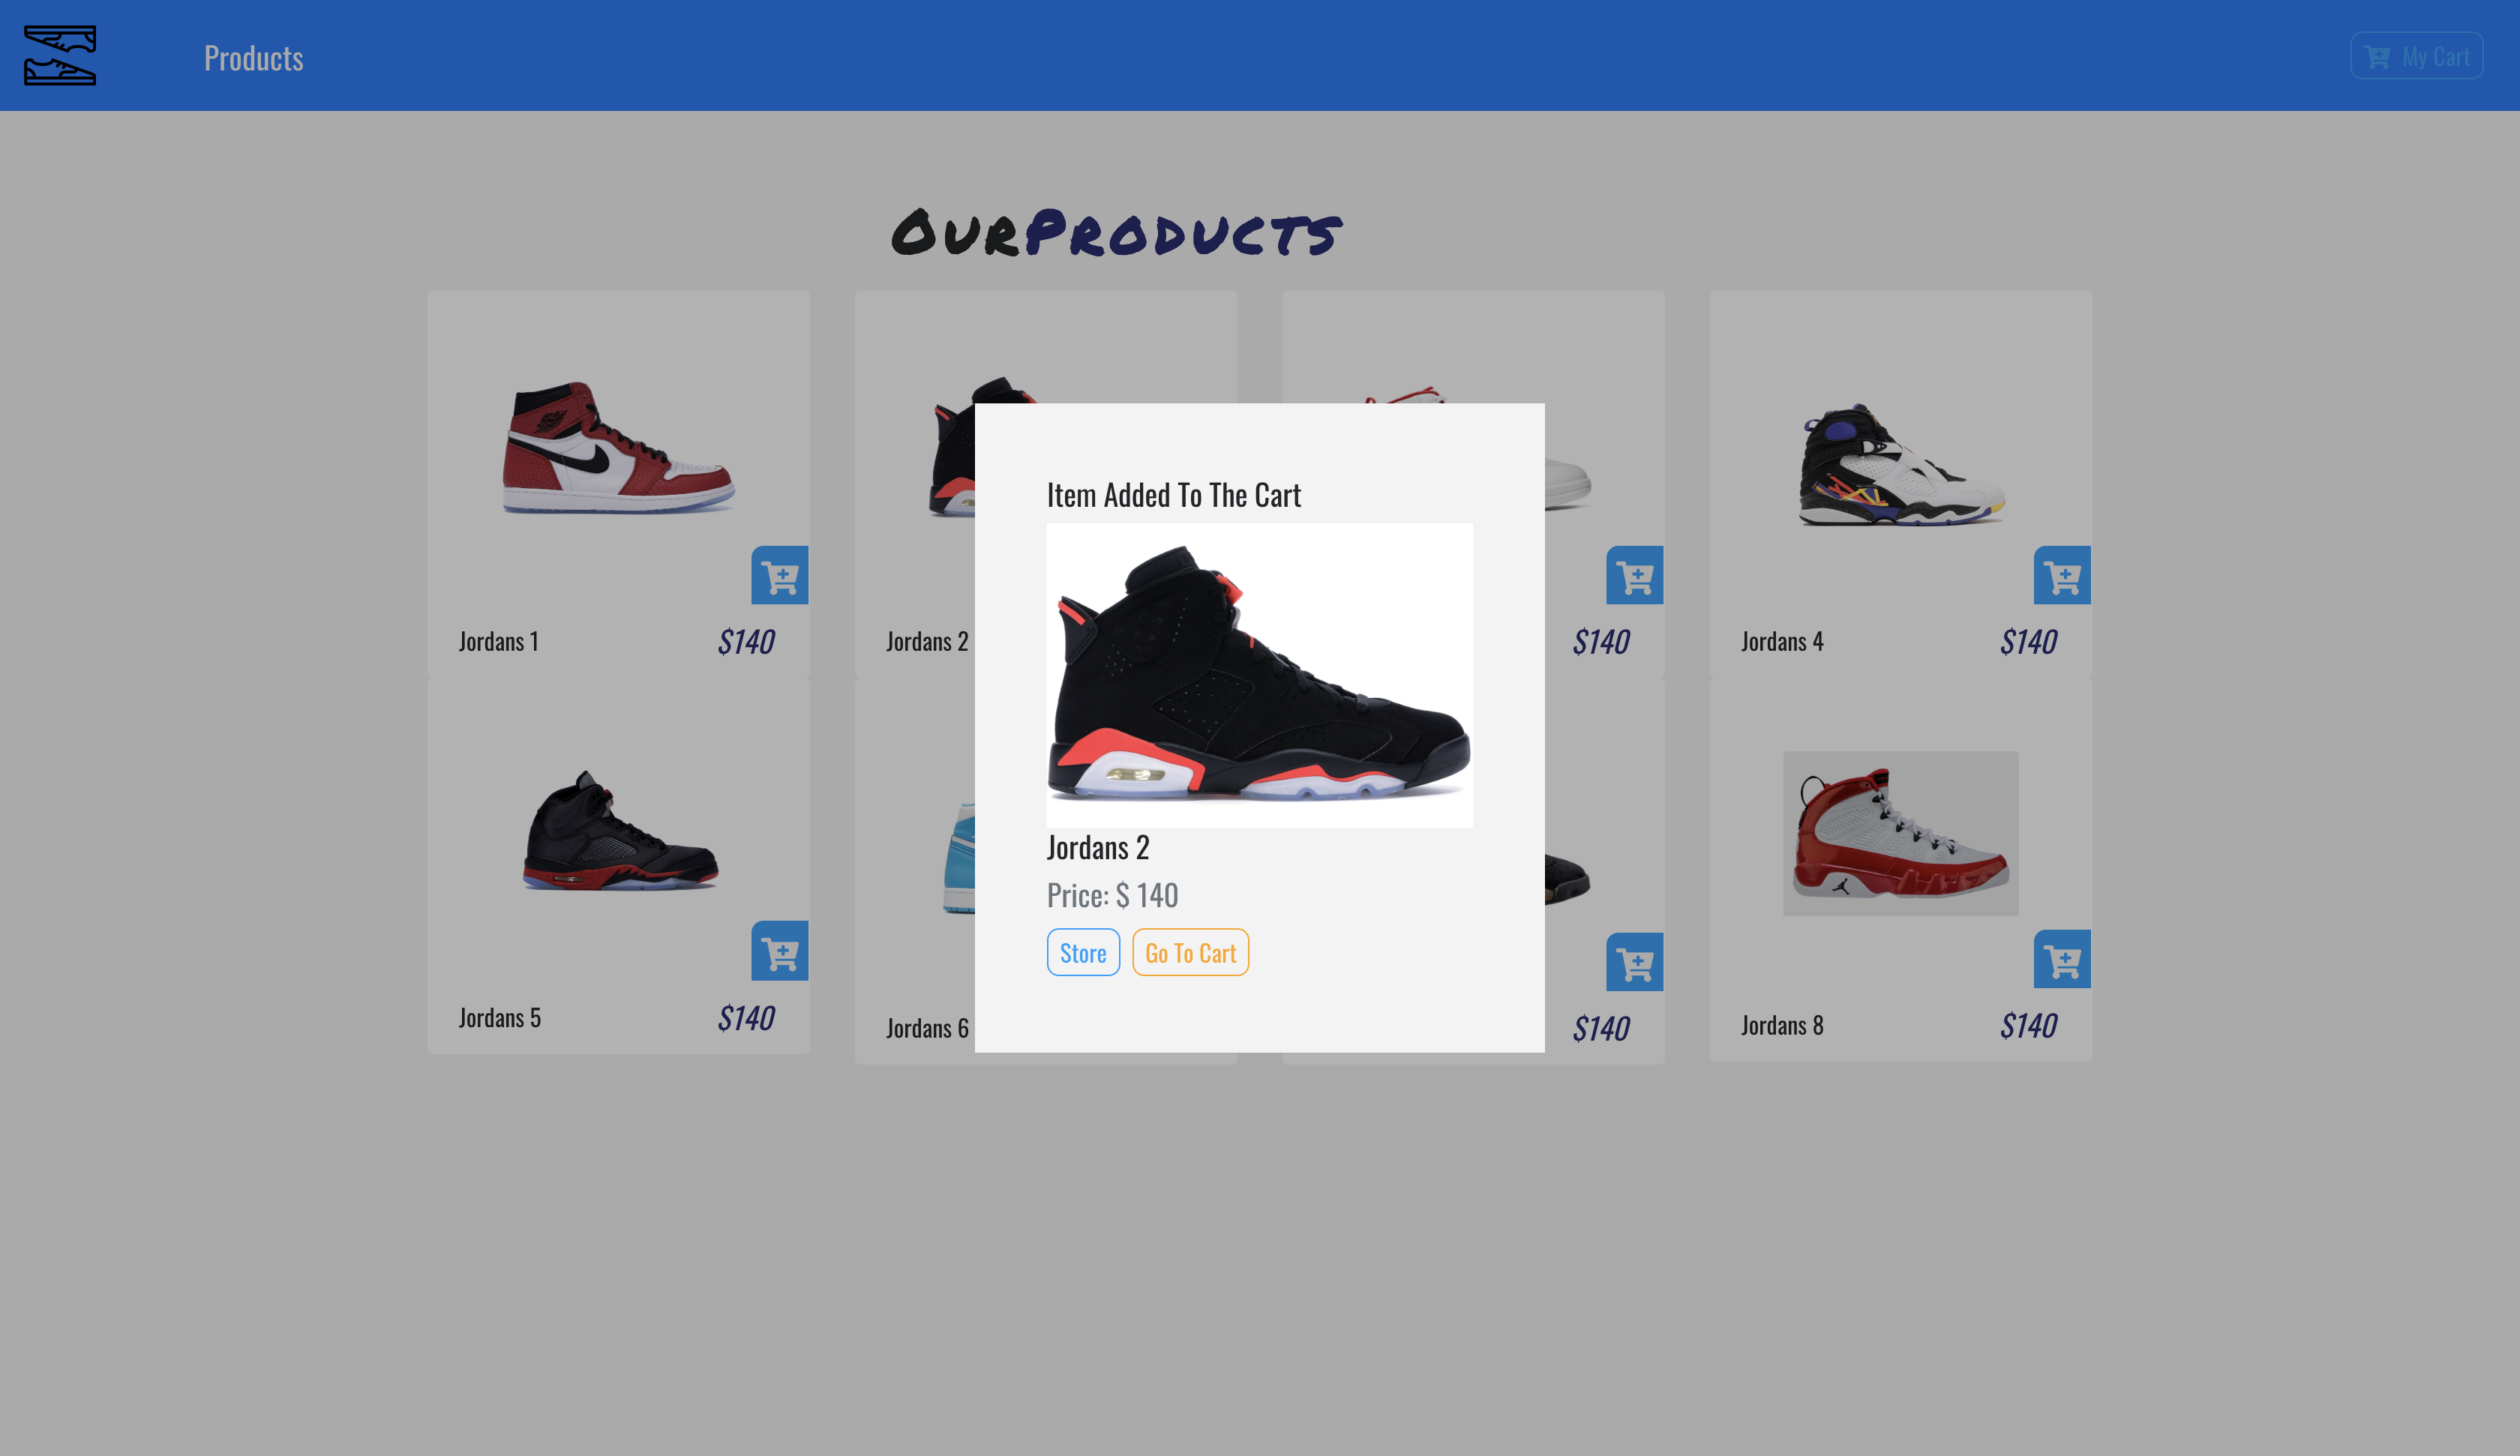 Products
My Cart
OurProducts
Item Added To The Cart
Jordans 1 $140
Jordans 2
$140
Jordans 4 $140
Jordans 2
Price: $ 140
Store Go To Cart
Jordans 5 $140
Jordans 6
$140
Jordans 8 $140